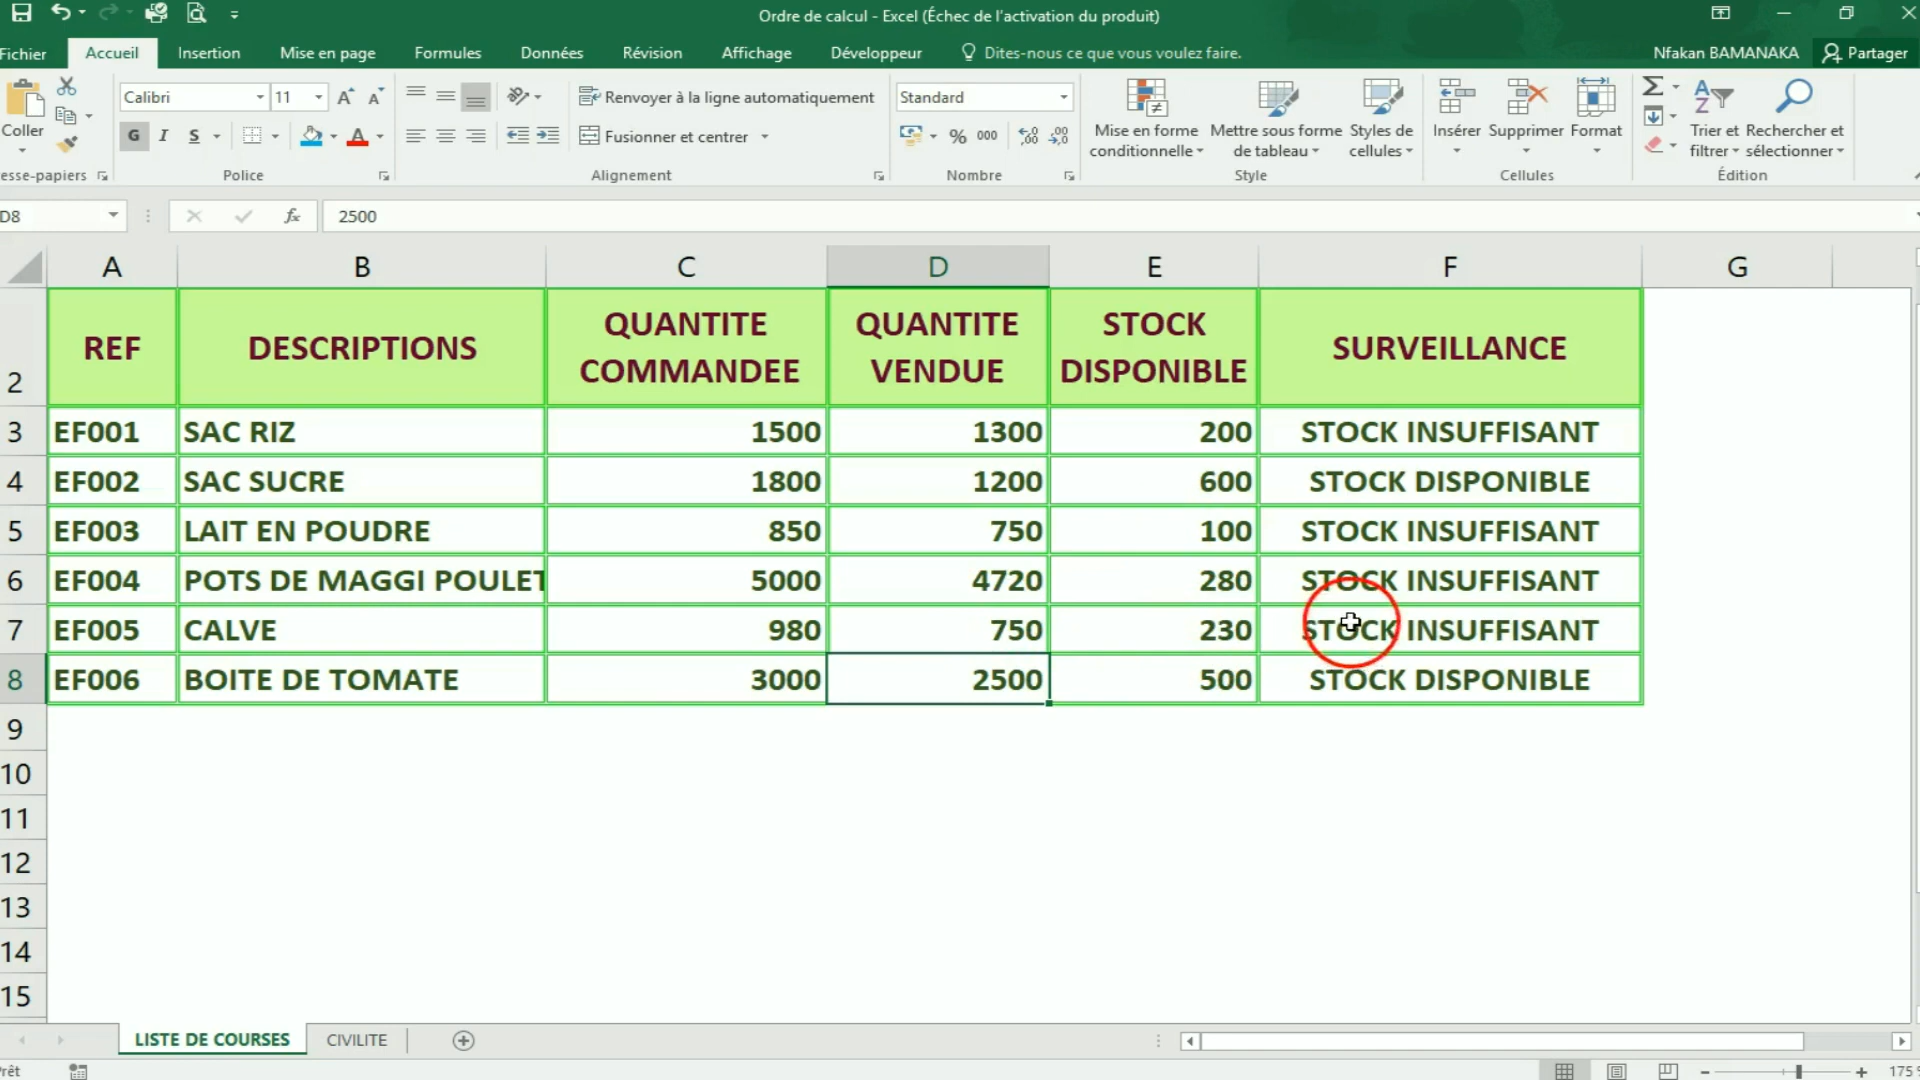 Ordre de calcul - Excel (Échec de l'activation du produit)
Fichier Accueil Insertion Mise en page Formules Données Révision Affichage Développeur Dites-nous ce que vous voulez faire. Nfakan BAMANAKA Partager
Calibri 11 Renvoyer à la ligne automatiquement Standard
Coller G I S A Fusionner et centrer % 000 Mise en forme conditionnelle Mettre sous forme de tableau Styles de cellules Insérer Supprimer Format Trier et filtrer Rechercher et sélectionner
esse-papiers Police Alignement Nombre Style Cellules Édition
D8 fx 2500
A B C D E F G
2 REF DESCRIPTIONS QUANTITE COMMANDEE QUANTITE VENDUE STOCK DISPONIBLE SURVEILLANCE
3 EF001 SAC RIZ 1500 1300 200 STOCK INSUFFISANT
4 EF002 SAC SUCRE 1800 1200 600 STOCK DISPONIBLE
5 EF003 LAIT EN POUDRE 850 750 100 STOCK INSUFFISANT
6 EF004 POTS DE MAGGI POULET 5000 4720 280 STOCK INSUFFISANT
7 EF005 CALVE 980 750 230 STOCK INSUFFISANT
8 EF006 BOITE DE TOMATE 3000 2500 500 STOCK DISPONIBLE
9
10
11
12
13
14
15
LISTE DE COURSES CIVILITE
rêt 175